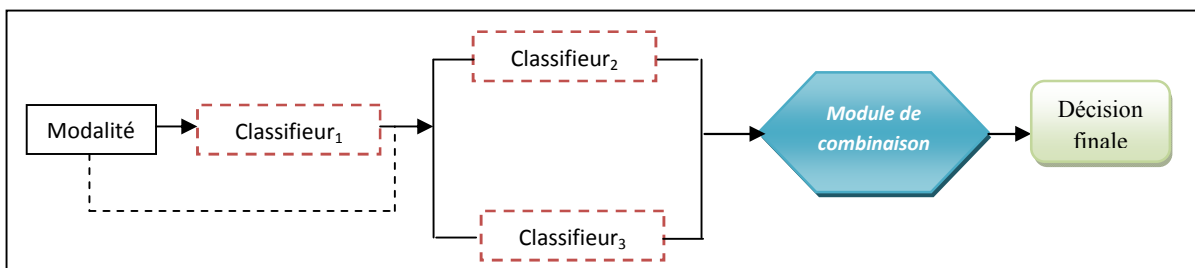 Modalité
Classifieur₁
Classifieur₂
Classifieur₃
Module de
combinaison
Décision
finale